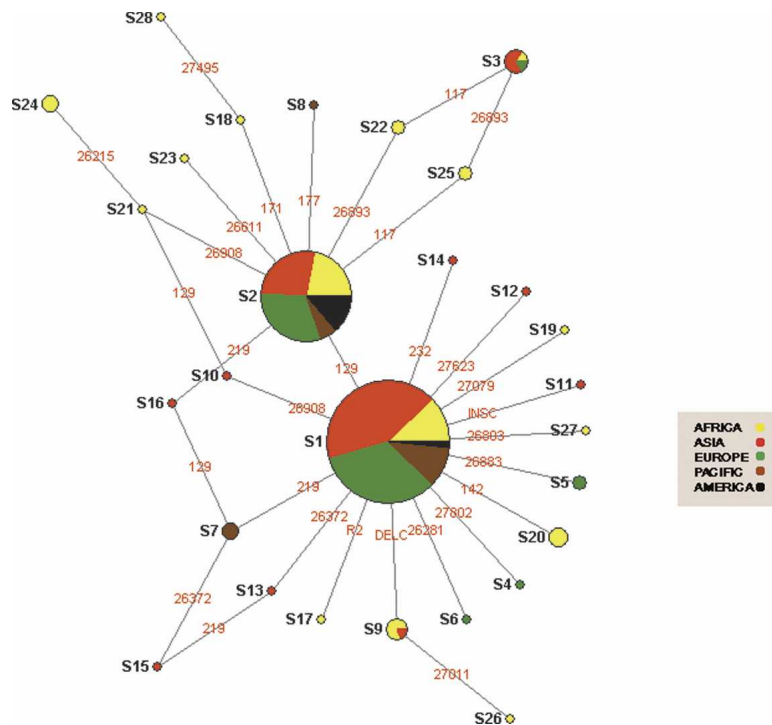 S28
S3
27495
S24
S8
117
S18
S22
26893
S23
S25
26215
171
177
26893
S21
26611
117
26908
S14
S2
S12
129
S19
232
219
129
27623
S10
27079
S11
S16
26908
INSC
S1
26803
S27
AFRICA
ASIA
EUROPE
PACIFIC
AMERICA
129
219
26883
S5
142
26372
27802
S7
R2
DELC
26281
S20
26372
S13
S4
219
S17
S9
S6
S15
27011
S26